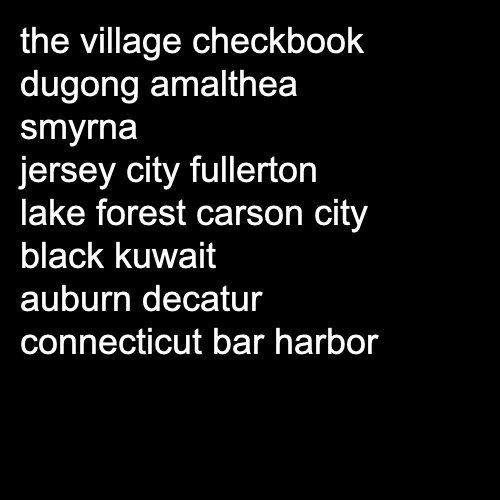 the village checkbook
dugong amalthea
smyrna
jersey city fullerton
lake forest carson city
black kuwait
auburn decatur
connecticut bar harbor